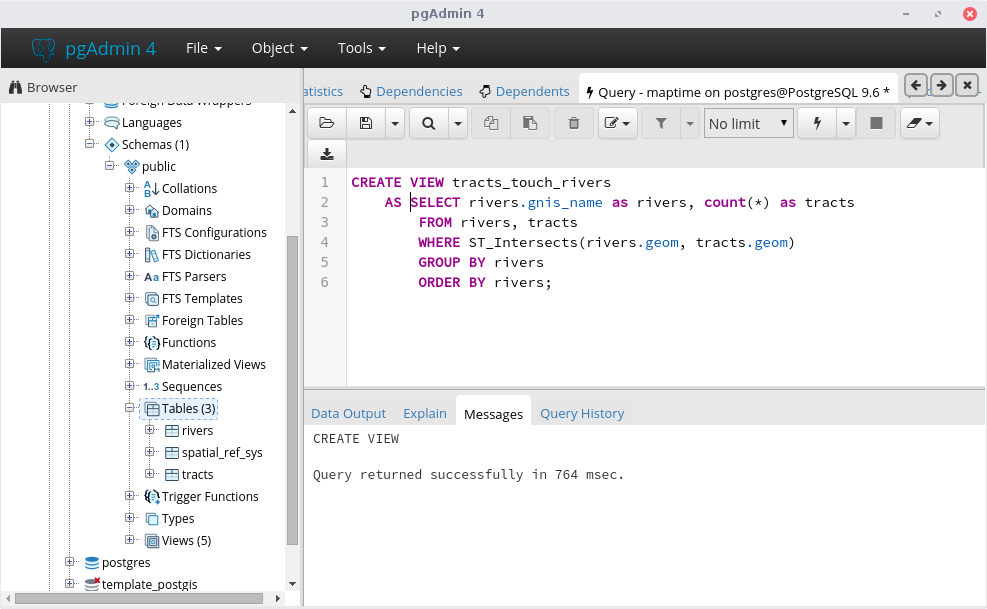 pgAdmin 4
pgAdmin 4 File Object Tools Help
Browser
Foreign Data Wrappers
Languages
Schemas (1)
public
Collations
Domains
FTS Configurations
FTS Dictionaries
FTS Parsers
FTS Templates
Foreign Tables
Functions
Materialized Views
1..3 Sequences
Tables (3)
rivers
spatial_ref_sys
tracts
Trigger Functions
Types
Views (5)
postgres
template_postgis
atistics Dependencies Dependents Query - maptime on postgres@PostgreSQL 9.6 *
No limit
1 CREATE VIEW tracts_touch_rivers
2 AS SELECT rivers.gnis_name as rivers, count(*) as tracts
3 FROM rivers, tracts
4 WHERE ST_Intersects(rivers.geom, tracts.geom)
5 GROUP BY rivers
6 ORDER BY rivers;
Data Output Explain Messages Query History
CREATE VIEW
Query returned successfully in 764 msec.